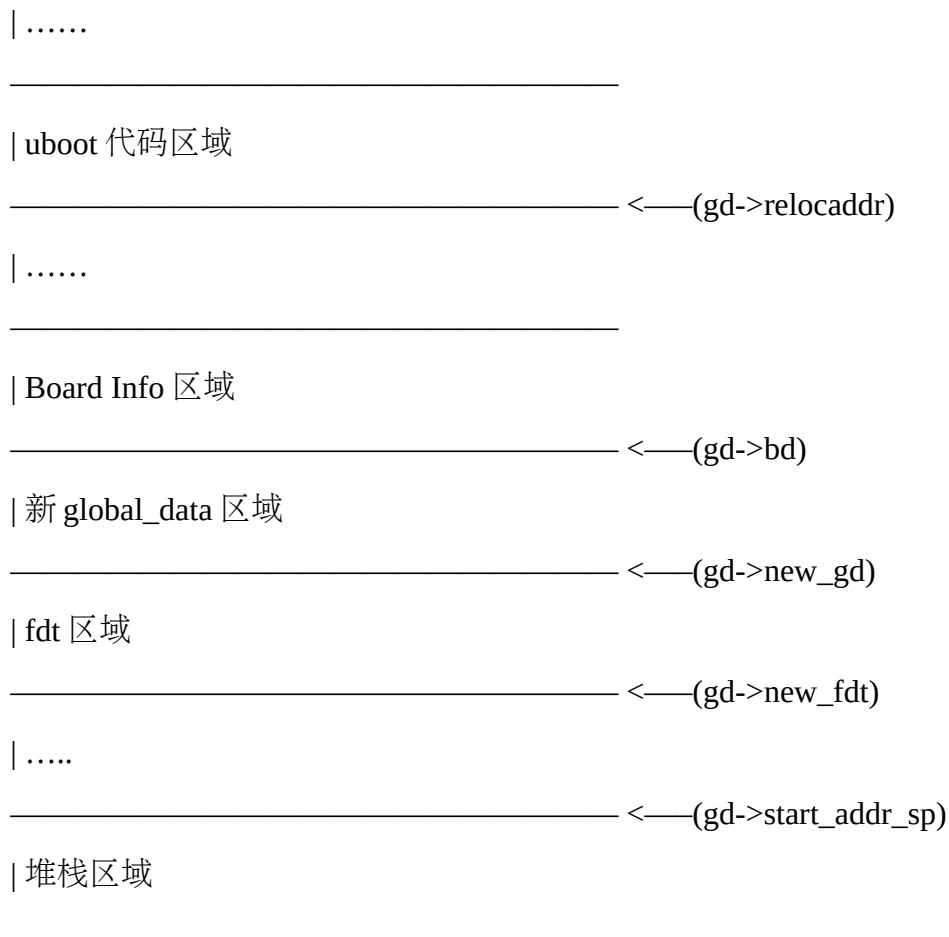 | ……
——————————————————————
| uboot 代码区域
—————————————————————— <——(gd->relocaddr)
| ……
——————————————————————
| Board Info 区域
—————————————————————— <——(gd->bd)
| 新 global_data 区域
—————————————————————— <——(gd->new_gd)
| fdt 区域
—————————————————————— <——(gd->new_fdt)
| …..
—————————————————————— <——(gd->start_addr_sp)
| 堆栈区域